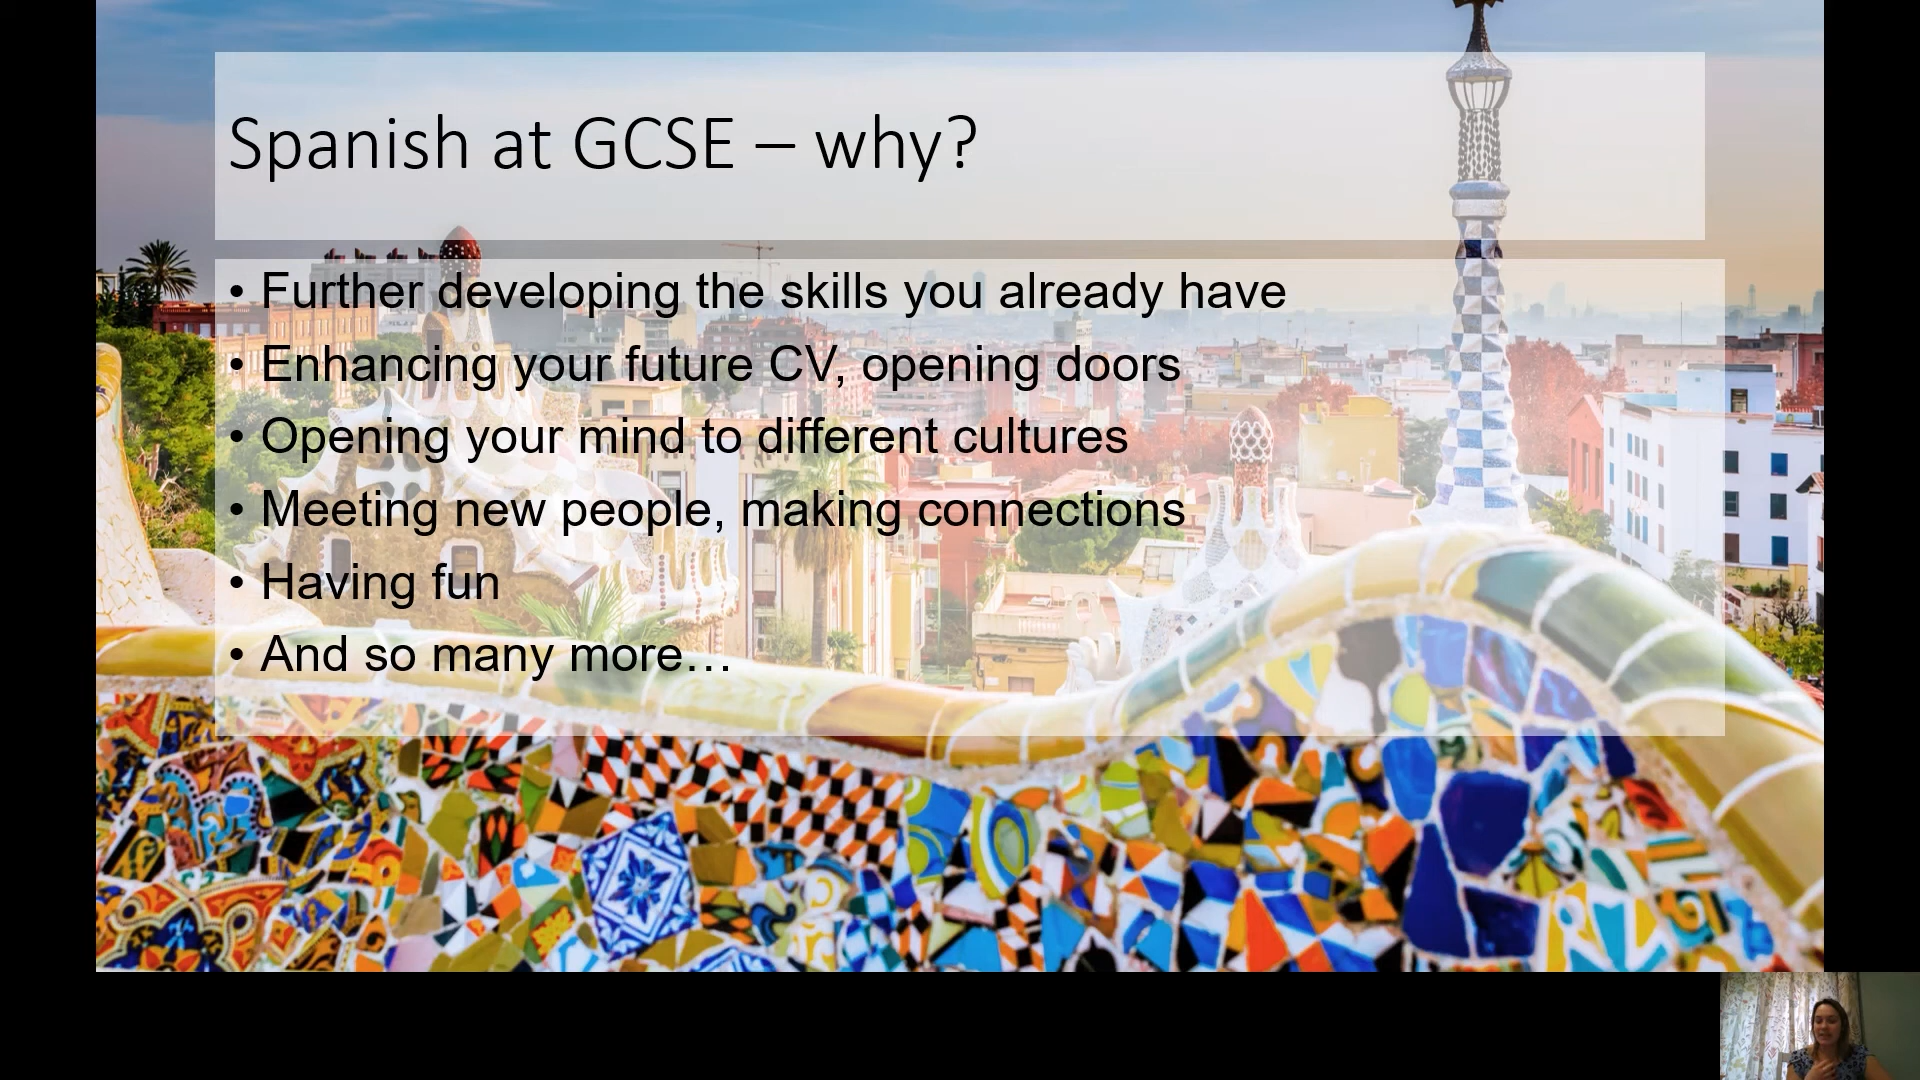 Spanish at GCSE – why?
• Further developing the skills you already have
• Enhancing your future CV, opening doors
• Opening your mind to different cultures
• Meeting new people, making connections
• Having fun
• And so many more…